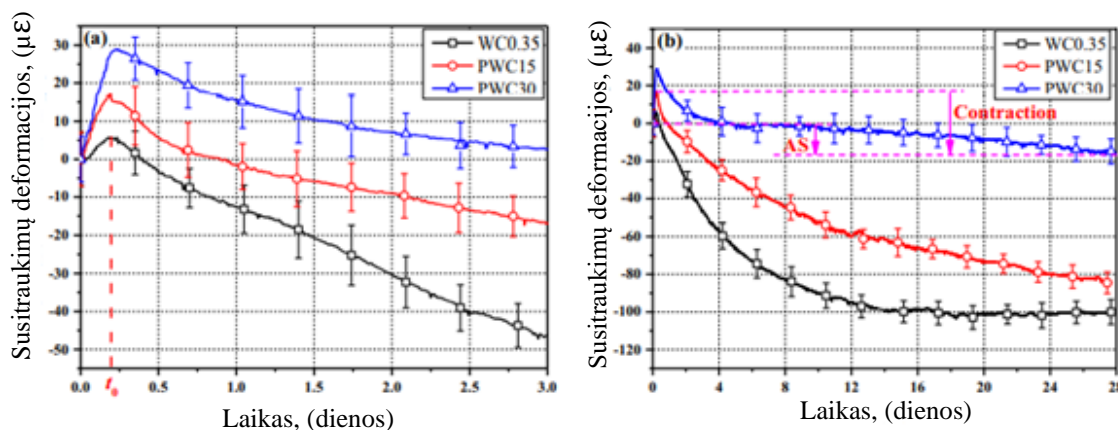 Susitraukimų deformacijos, (µɛ)
(a)
WC0.35
PWC15
PWC30
30
20
10
0
-10
-20
-30
-40
-50
0.0 0.5 1.0 1.5 2.0 2.5 3.0
t₀
Laikas, (dienos)
Susitraukimų deformacijos, (µɛ)
(b)
WC0.35
PWC15
PWC30
Contraction
AS
40
20
0
-20
-40
-60
-80
-100
-120
0 4 8 12 16 20 24 28
Laikas, (dienos)